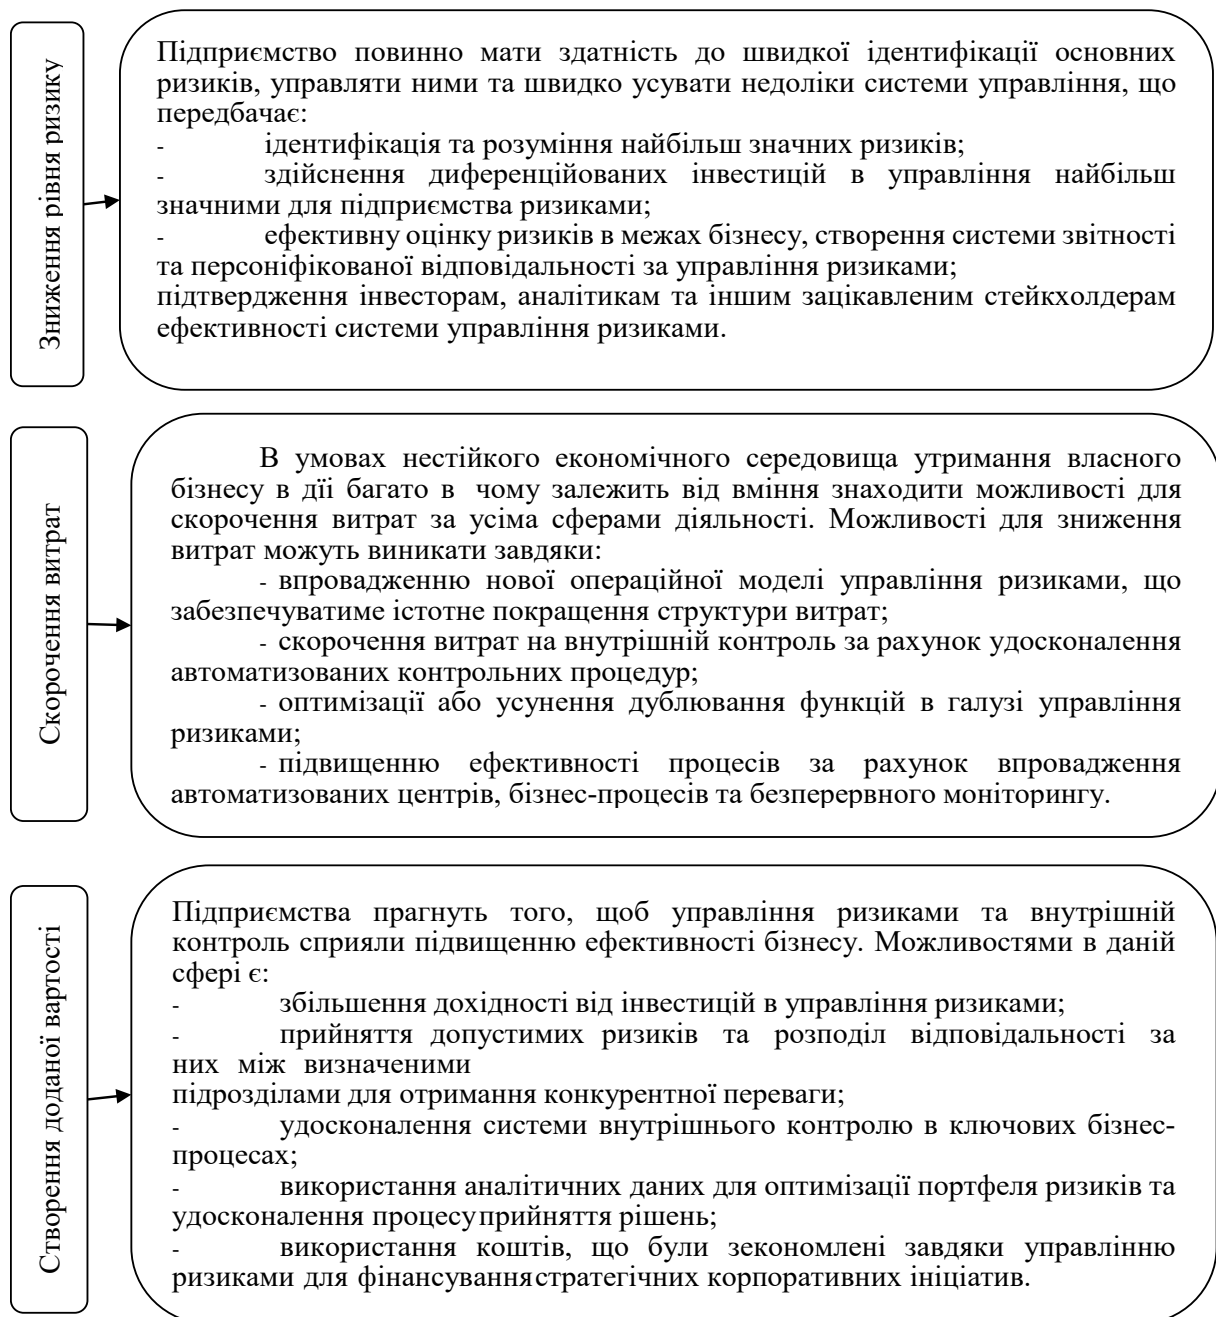 Зниження рівня ризику
Підприємство повинно мати здатність до швидкої ідентифікації основних
ризиків, управляти ними та швидко усувати недоліки системи управління, що
передбачає:
- ідентифікація та розуміння найбільш значних ризиків;
- здійснення диференційованих інвестицій в управління найбільш
значними для підприємства ризиками;
- ефективну оцінку ризиків в межах бізнесу, створення системи звітності
та персоніфікованої відповідальності за управління ризиками;
підтвердження інвесторам, аналітикам та іншим зацікавленим стейкхолдерам
ефективності системи управління ризиками.
Скорочення витрат
В умовах нестійкого економічного середовища утримання власного
бізнесу в дїі багато в чому залежить від вміння знаходити можливості для
скорочення витрат за усіма сферами діяльності. Можливості для зниження
витрат можуть виникати завдяки:
- впровадженню нової операційної моделі управління ризиками, що
забезпечуватиме істотне покращення структури витрат;
- скорочення витрат на внутрішній контроль за рахунок удосконалення
автоматизованих контрольних процедур;
- оптимізації або усунення дублювання функцій в галузі управління
ризиками;
- підвищенню ефективності процесів за рахунок впровадження
автоматизованих центрів, бізнес-процесів та безперервного моніторингу.
Створення доданої вартості
Підприємства прагнуть того, щоб управління ризиками та внутрішній
контроль сприяли підвищенню ефективності бізнесу. Можливостями в даній
сфері є:
- збільшення дохідності від інвестицій в управління ризиками;
- прийняття допустимих ризиків та розподіл відповідальності за
них між визначеними
підрозділами для отримання конкурентної переваги;
- удосконалення системи внутрішнього контролю в ключових бізнес-
процесах;
- використання аналітичних даних для оптимізації портфеля ризиків та
удосконалення процесуприйняття рішень;
- використання коштів, що були зекономлені завдяки управлінню
ризиками для фінансуваннястратегічних корпоративних ініціатив.